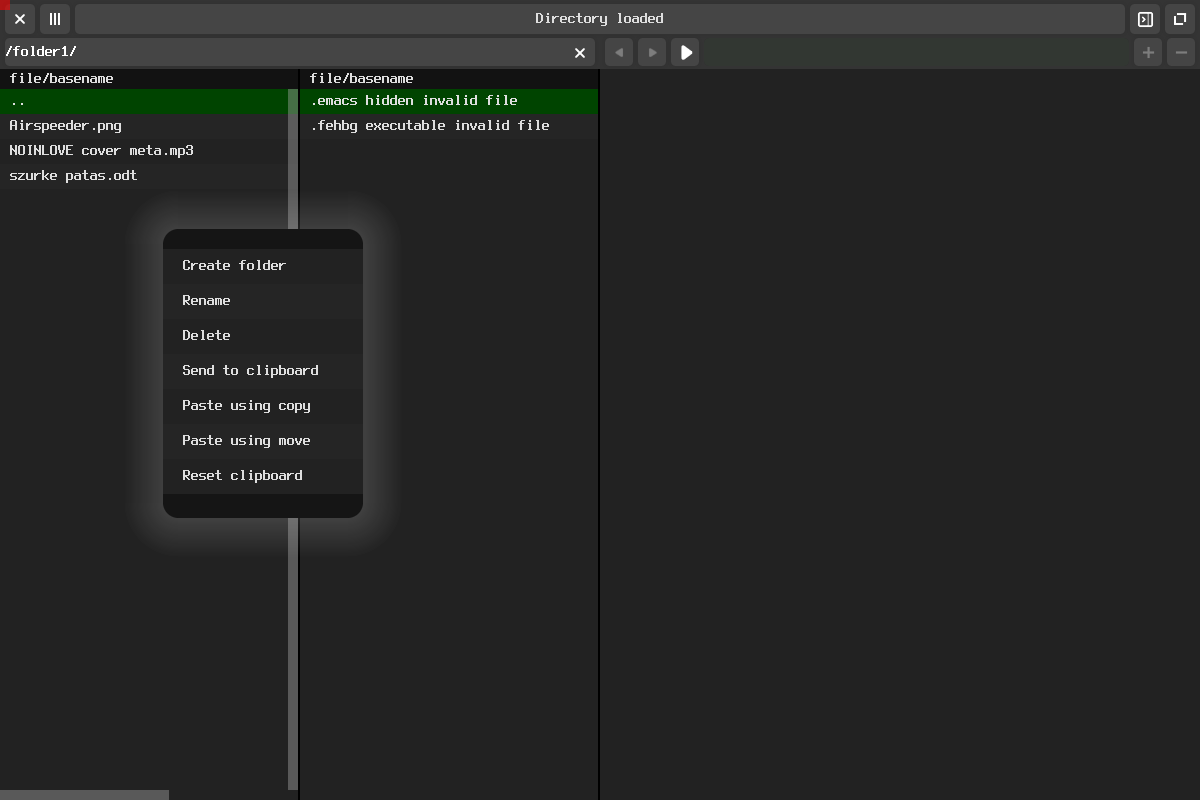 Directory loaded
/folder1/
file/basename
file/basename
..
.emacs hidden invalid file
Airspeeder.png
.fehbg executable invalid file
NOINLOVE cover meta.mp3
szurke patas.odt
Create folder
Rename
Delete
Send to clipboard
Paste using copy
Paste using move
Reset clipboard